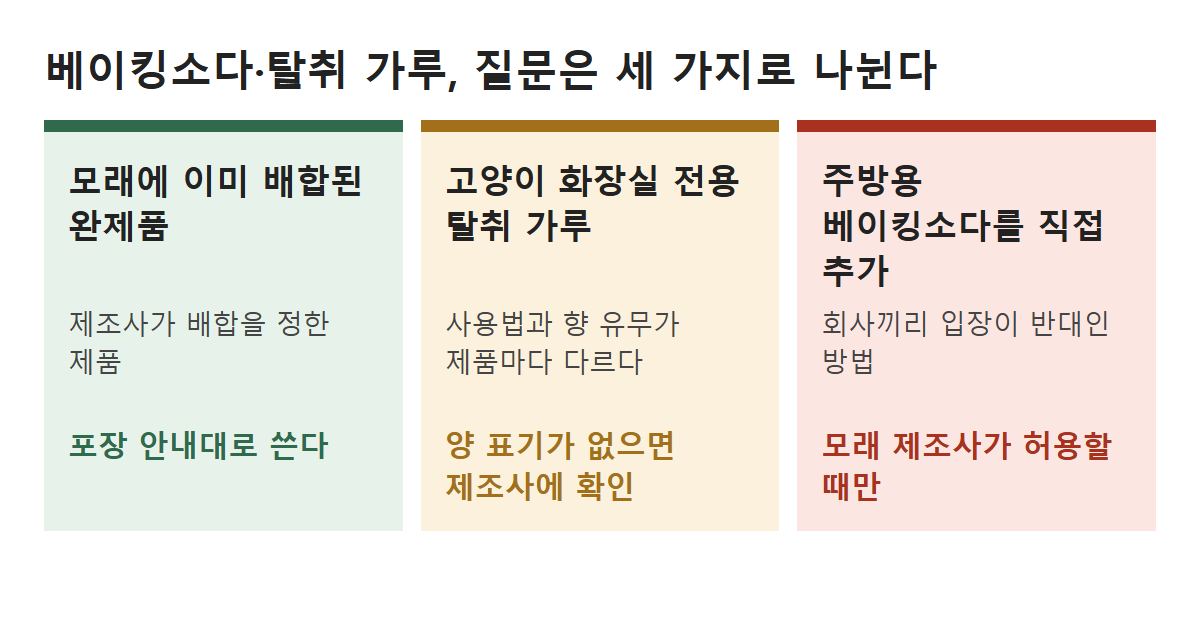 베이킹소다·탈취 가루, 질문은 세 가지로 나뉜다
모래에 이미 배합된
완제품
제조사가 배합을 정한
제품
포장 안내대로 쓴다
고양이 화장실 전용
탈취 가루
사용법과 향 유무가
제품마다 다르다
양 표기가 없으면
제조사에 확인
주방용
베이킹소다를 직접
추가
회사끼리 입장이 반대인
방법
모래 제조사가 허용할
때만